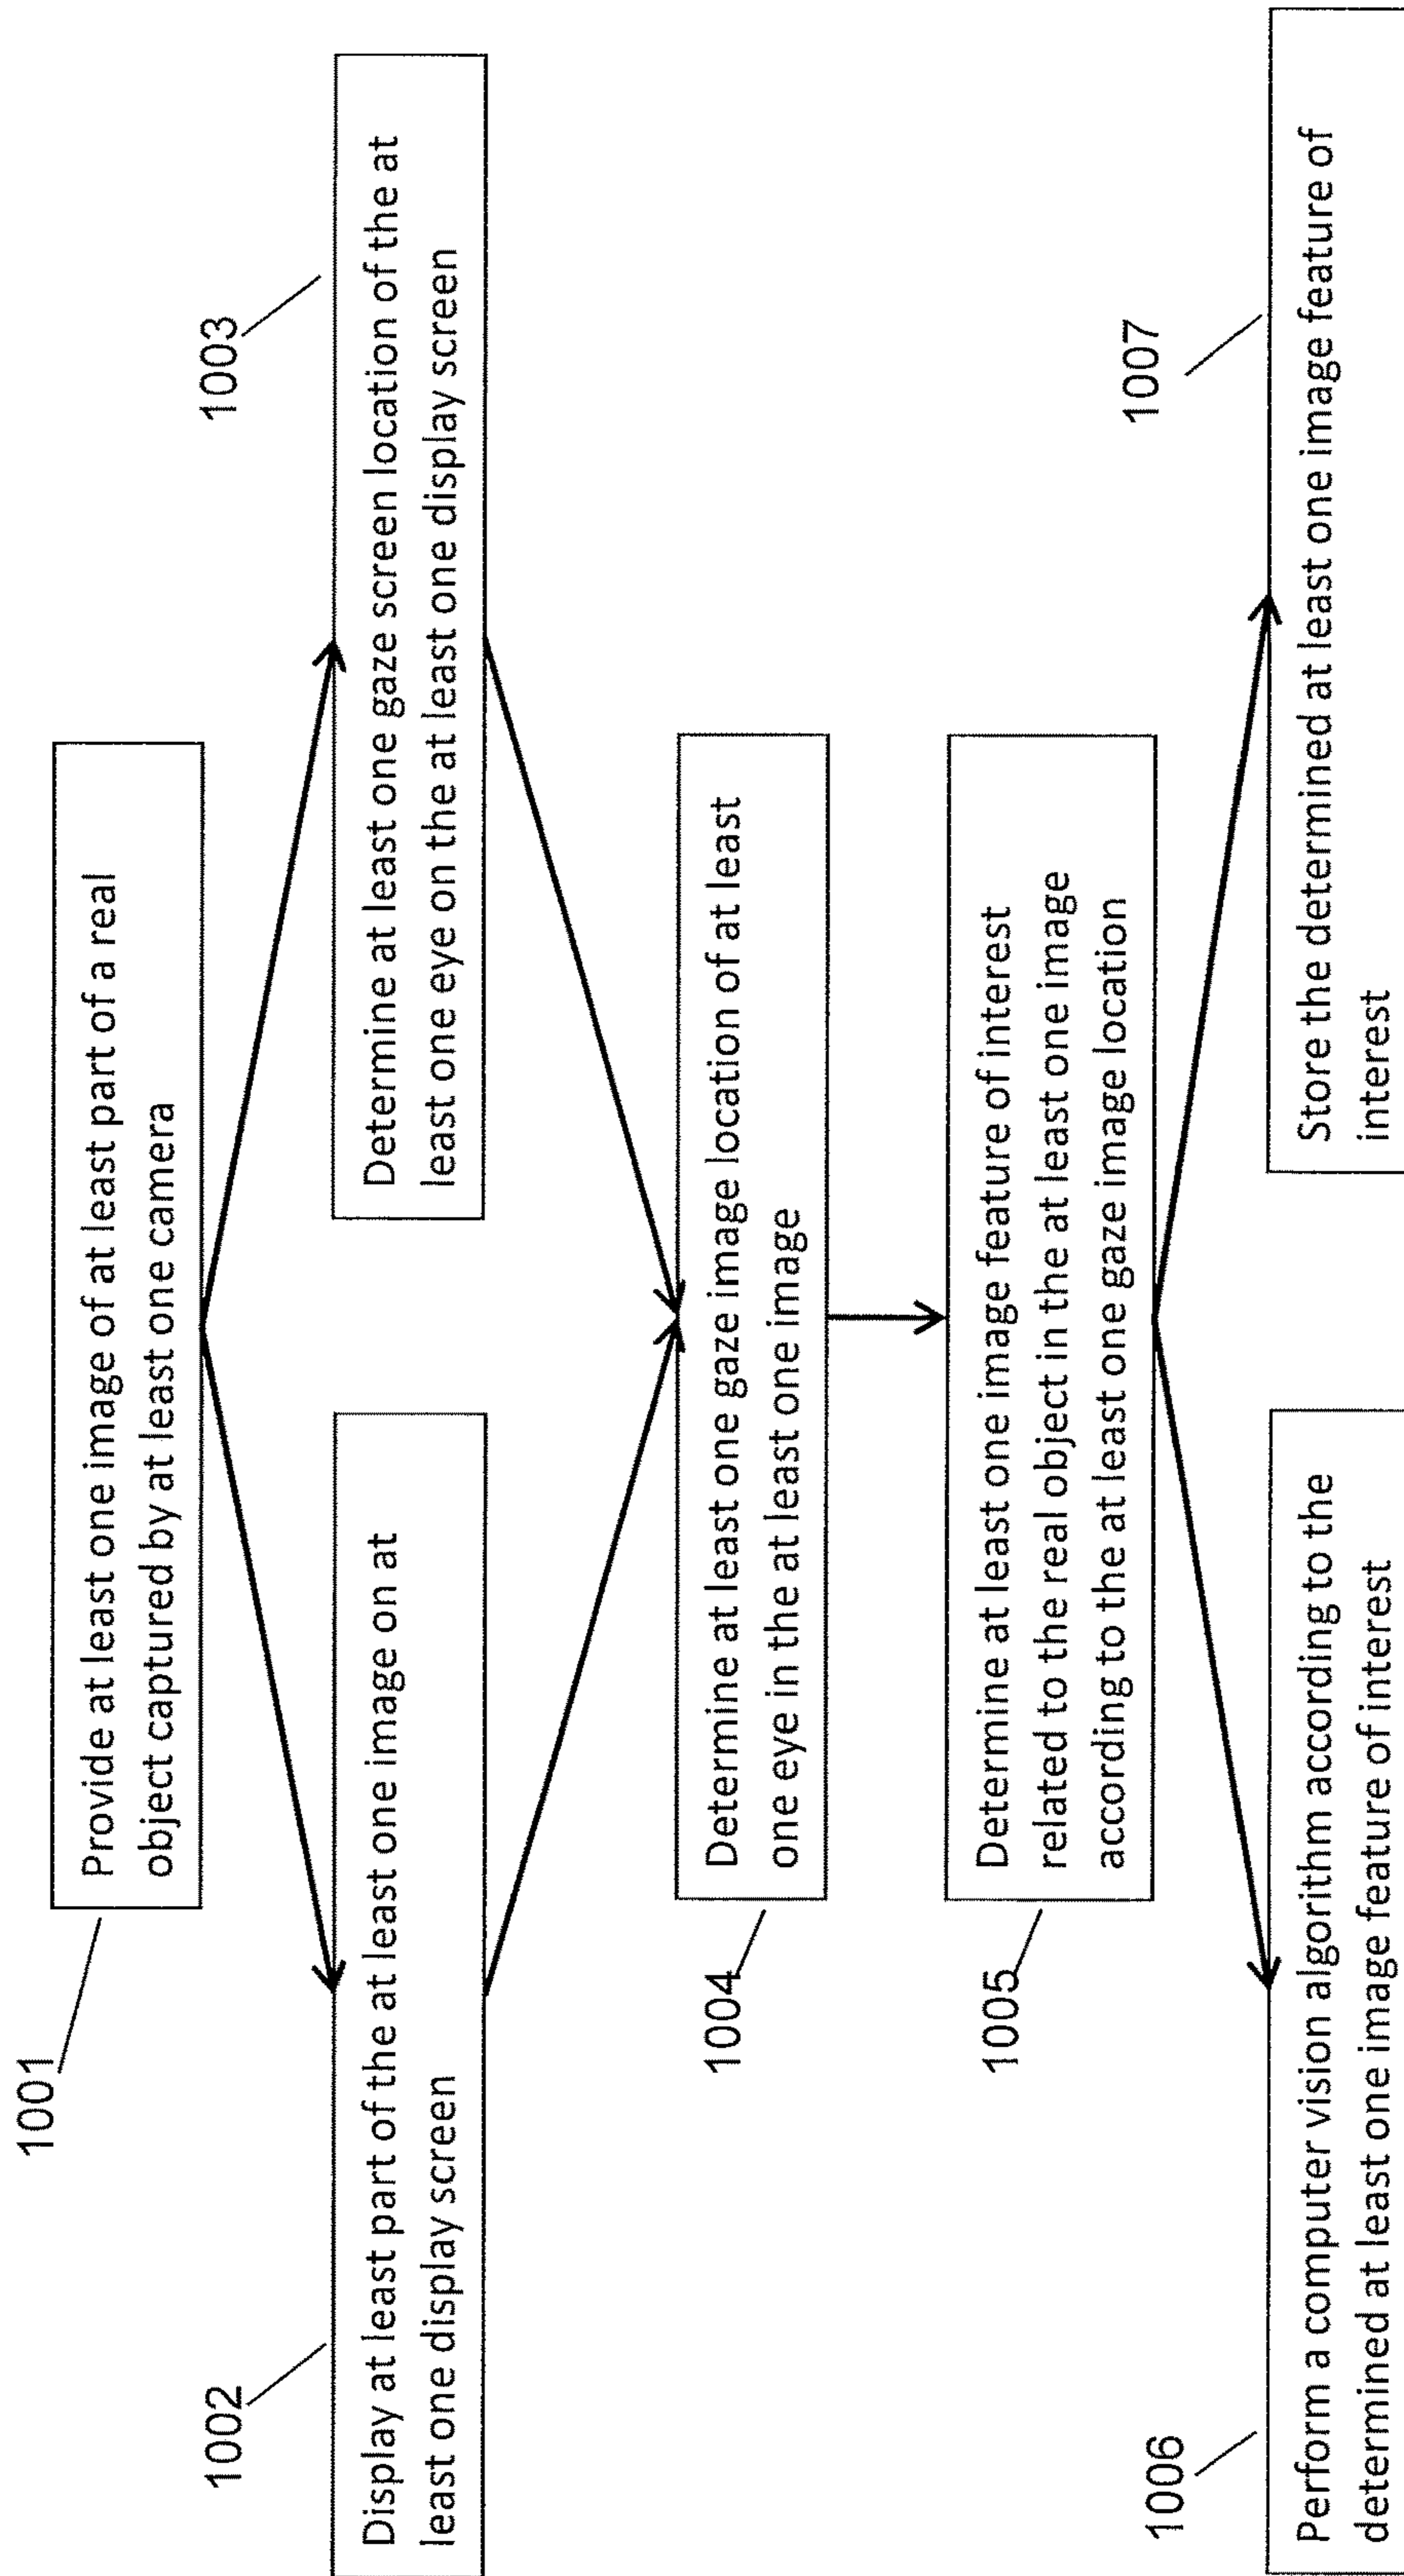 1001
Provide at least one image of at least part of a real
object captured by at least one camera
1002
Display at least part of the at least one image on at
least one display screen
1003
Determine at least one gaze screen location of the at
least one eye on the at least one display screen
1004
Determine at least one gaze image location of at least
one eye in the at least one image
1005
Determine at least one image feature of interest
related to the real object in the at least one image
according to the at least one gaze image location
1006
Perform a computer vision algorithm according to the
determined at least one image feature of interest
1007
Store the determined at least one image feature of
interest